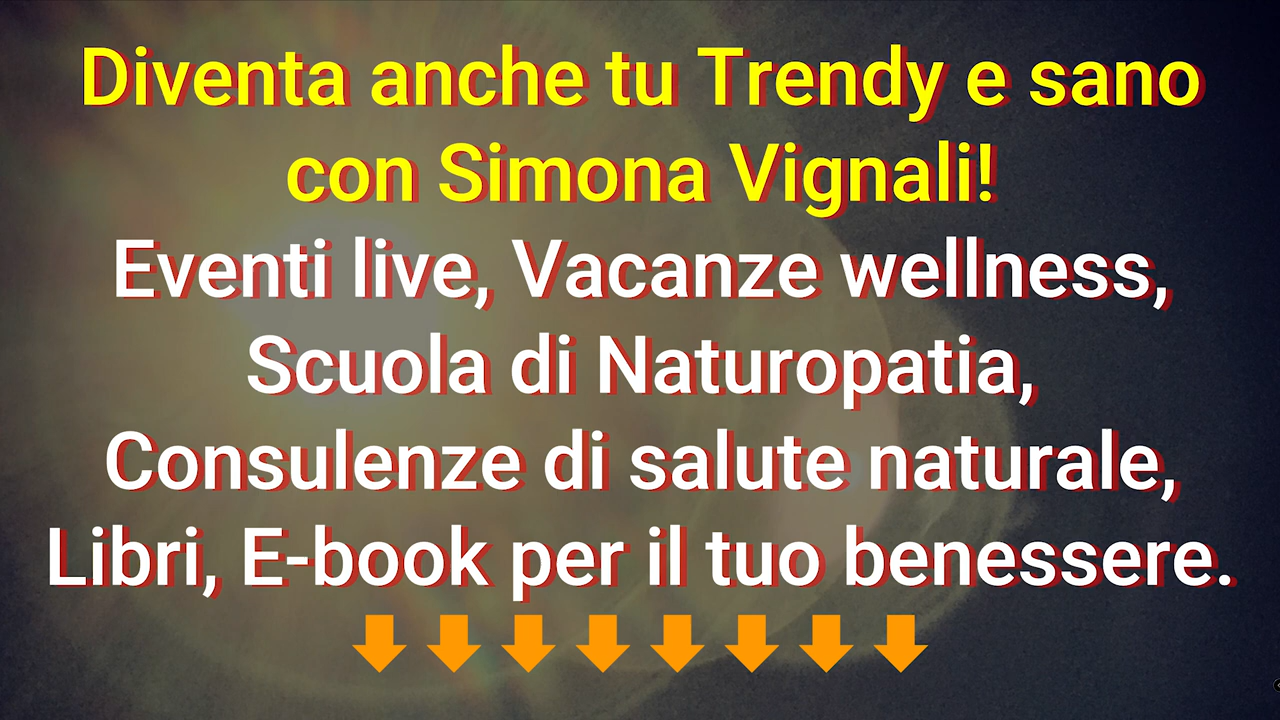 Diventa anche tu Trendy e sano
con Simona Vignali!
Eventi live, Vacanze wellness,
Scuola di Naturopatia,
Consulenze di salute naturale,
Libri, E-book per il tuo benessere.